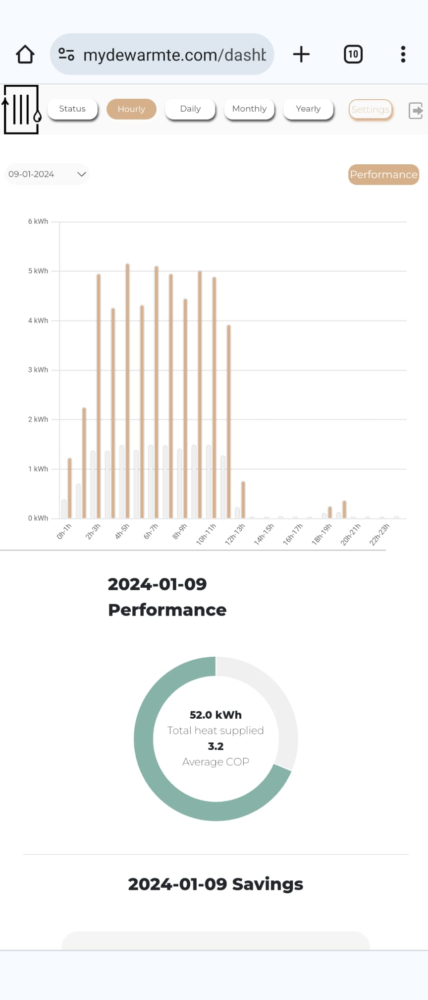 mydewarmte.com/dashb
10
Status
Hourly
Daily
Monthly
Yearly
Settings
09-01-2024
Performance
6 kWh
5 kWh
4 kWh
3 kWh
2 kWh
1 kWh
0 kWh
0h-1h
2h-3h
4h-5h
6h-7h
8h-9h
10h-11h
12h-13h
14h-15h
16h-17h
18h-19h
20h-21h
22h-23h
2024-01-09
Performance
52.0 kWh
Total heat supplied
3.2
Average COP
2024-01-09 Savings